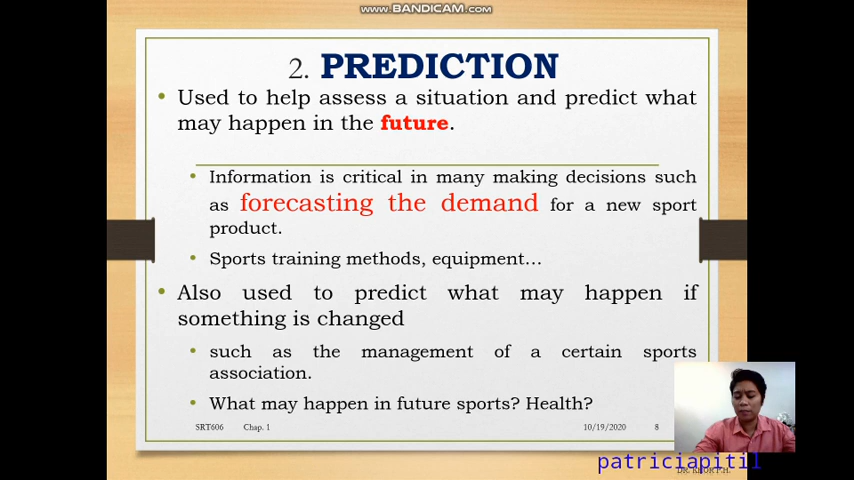 www.BANDICAM.com
2. PREDICTION
• Used to help assess a situation and predict what
may happen in the future.
• Information is critical in many making decisions such
as forecasting the demand for a new sport
product.
• Sports training methods, equipment…
• Also used to predict what may happen if
something is changed
• such as the management of a certain sports
association.
• What may happen in future sports? Health?
SRT606 Chap. 1 10/19/2020 8
patriciapitil